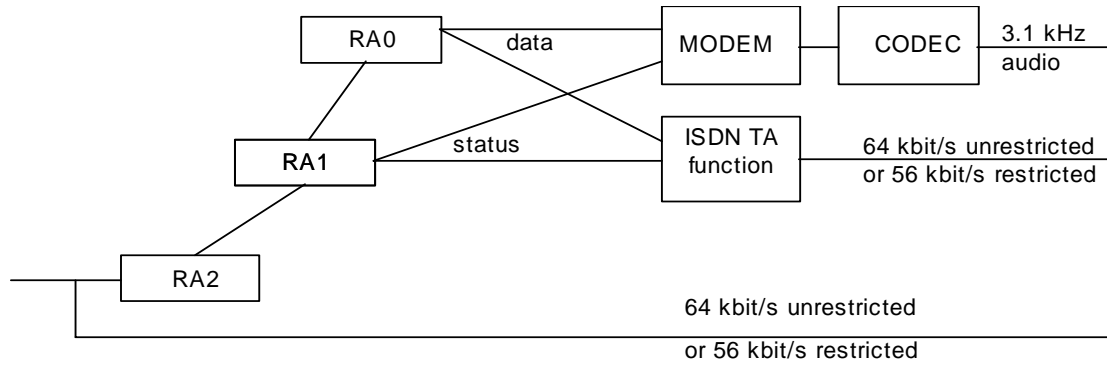 RA0
data
MODEM
CODEC
3.1 kHz
audio
RA1
status
ISDN TA
function
64 kbit/s unrestricted
or 56 kbit/s restricted
RA2
64 kbit/s unrestricted
or 56 kbit/s restricted